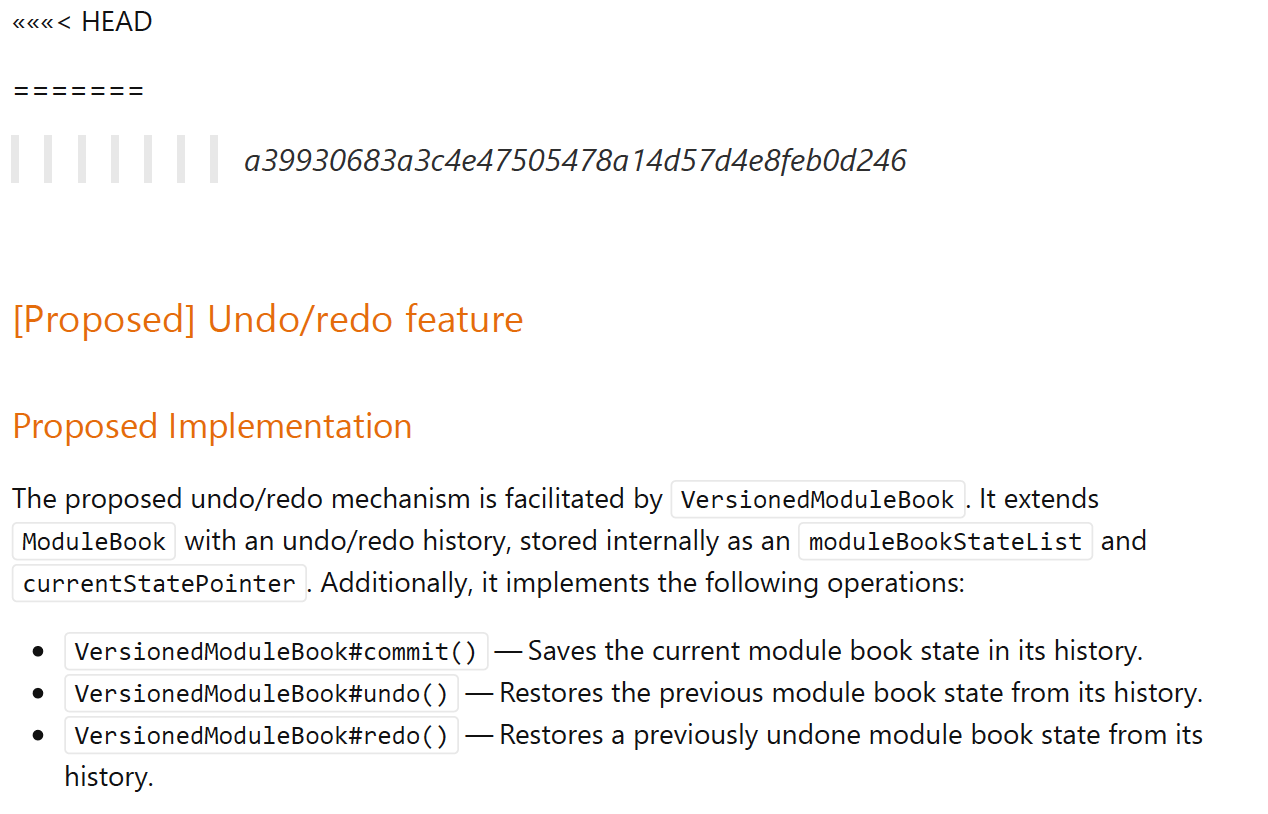 «««< HEAD
=======
a39930683a3c4e47505478a14d57d4e8feb0d246
[Proposed] Undo/redo feature
Proposed Implementation
The proposed undo/redo mechanism is facilitated by VersionedModuleBook. It extends
ModuleBook with an undo/redo history, stored internally as an moduleBookStateList and
currentStatePointer. Additionally, it implements the following operations:
• VersionedModuleBook#commit() — Saves the current module book state in its history.
• VersionedModuleBook#undo() — Restores the previous module book state from its history.
• VersionedModuleBook#redo() — Restores a previously undone module book state from its
history.